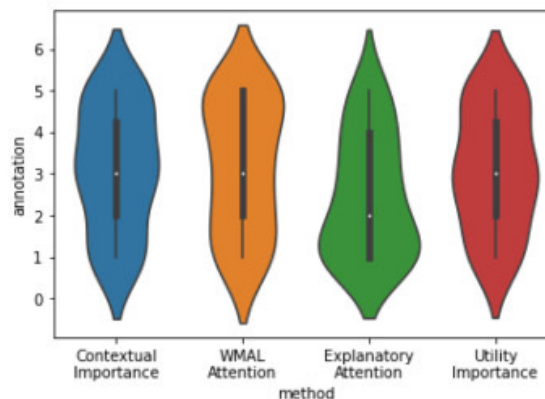 annotation
6
5
4
3
2
1
0
Contextual Importance
WMAL Attention
Explanatory Attention
Utility Importance
method